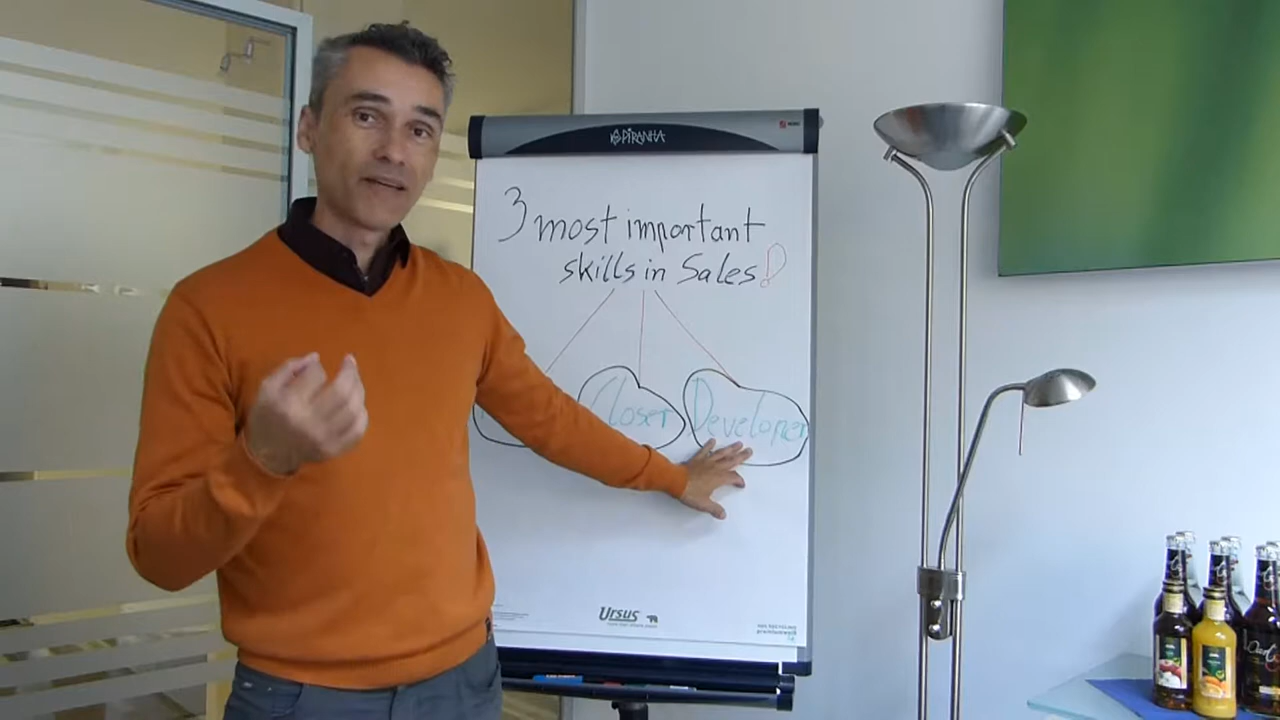 PIRANHA
3 most important
skills in Sales!
Closer Developer
Ursus